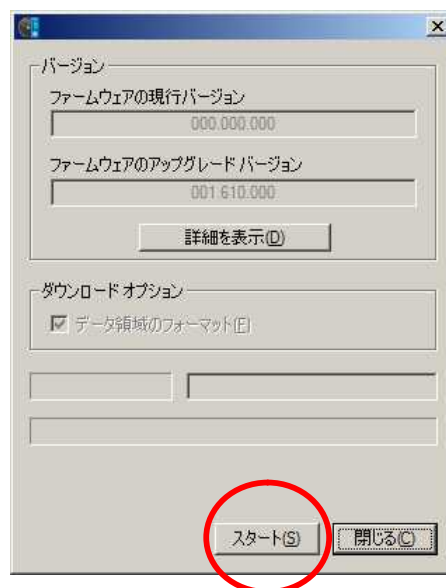 バージョン
ファームウェアの現行バージョン
000.000.000
ファームウェアのアップグレード バージョン
001.610.000
詳細を表示(D)
ダウンロード オプション
データ領域のフォーマット(F)
スタート(S) 閉じる(C)